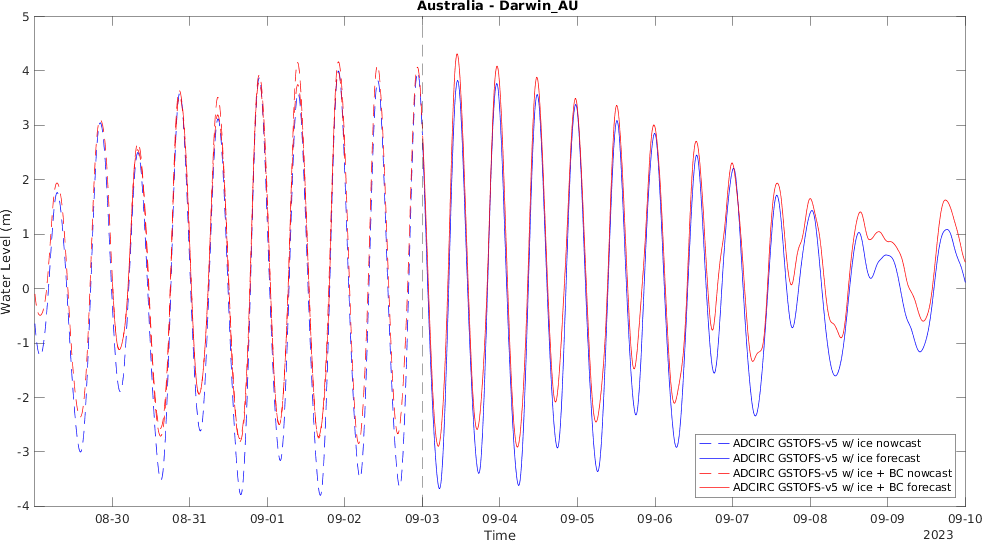 Australia - Darwin_AU
5
4
3
2
1
0
-1
-2
-3
-4
Water Level (m)
ADCIRC GSTOFS-v5 w/ ice nowcast
ADCIRC GSTOFS-v5 w/ ice forecast
ADCIRC GSTOFS-v5 w/ ice + BC nowcast
ADCIRC GSTOFS-v5 w/ ice + BC forecast
08-30 08-31 09-01 09-02 09-03 09-04 09-05 09-06 09-07 09-08 09-09 09-10
Time
2023